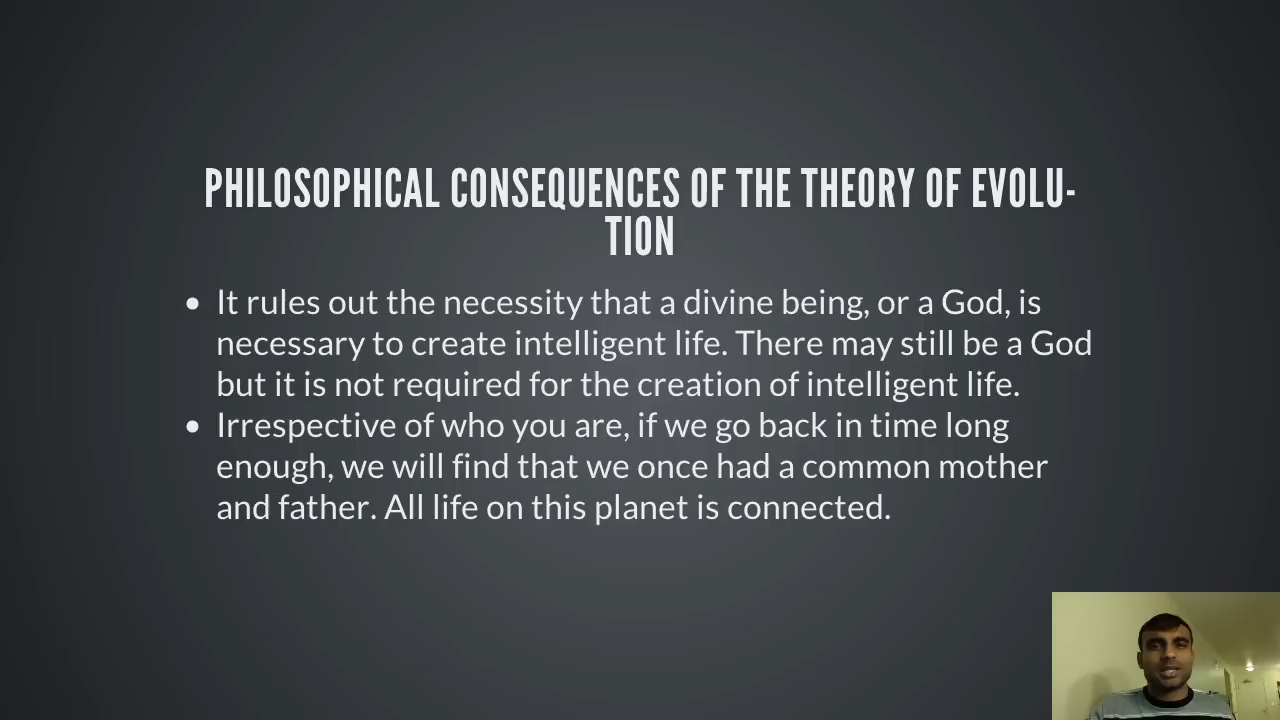 PHILOSOPHICAL CONSEQUENCES OF THE THEORY OF EVOLU-
TION
• It rules out the necessity that a divine being, or a God, is
necessary to create intelligent life. There may still be a God
but it is not required for the creation of intelligent life.
• Irrespective of who you are, if we go back in time long
enough, we will find that we once had a common mother
and father. All life on this planet is connected.